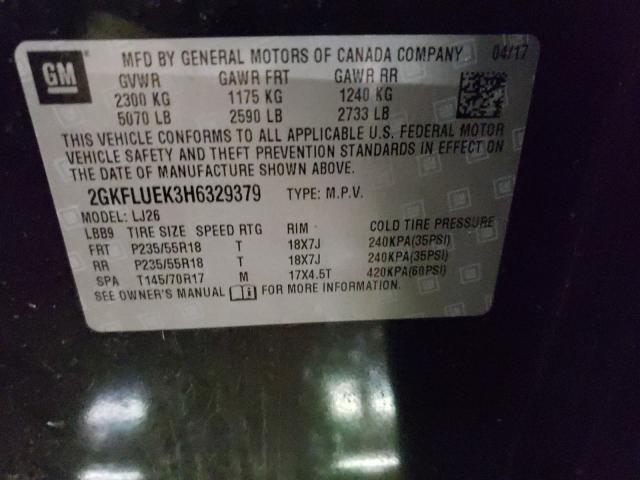 GM
MFD BY GENERAL MOTORS OF CANADA COMPANY 04/17
GVWR GAWR FRT GAWR RR
2300 KG 1175 KG 1240 KG
5070 LB 2590 LB 2733 LB
THIS VEHICLE CONFORMS TO ALL APPLICABLE U.S. FEDERAL MOTOR
VEHICLE SAFETY AND THEFT PREVENTION STANDARDS IN EFFECT ON
THE DATE OF MANUFACTURE SHOWN ABOVE.
2GKFLUEK3H6329379 TYPE: M.P.V.
MODEL: LJ26
LBB9 TIRE SIZE SPEED RTG RIM COLD TIRE PRESSURE
FRT P235/55R18 T 18X7J 240KPA(35PSI)
RR P235/55R18 T 18X7J 240KPA(35PSI)
SPA T145/70R17 M 17X4.5T 420KPA(60PSI)
SEE OWNER'S MANUAL FOR MORE INFORMATION.